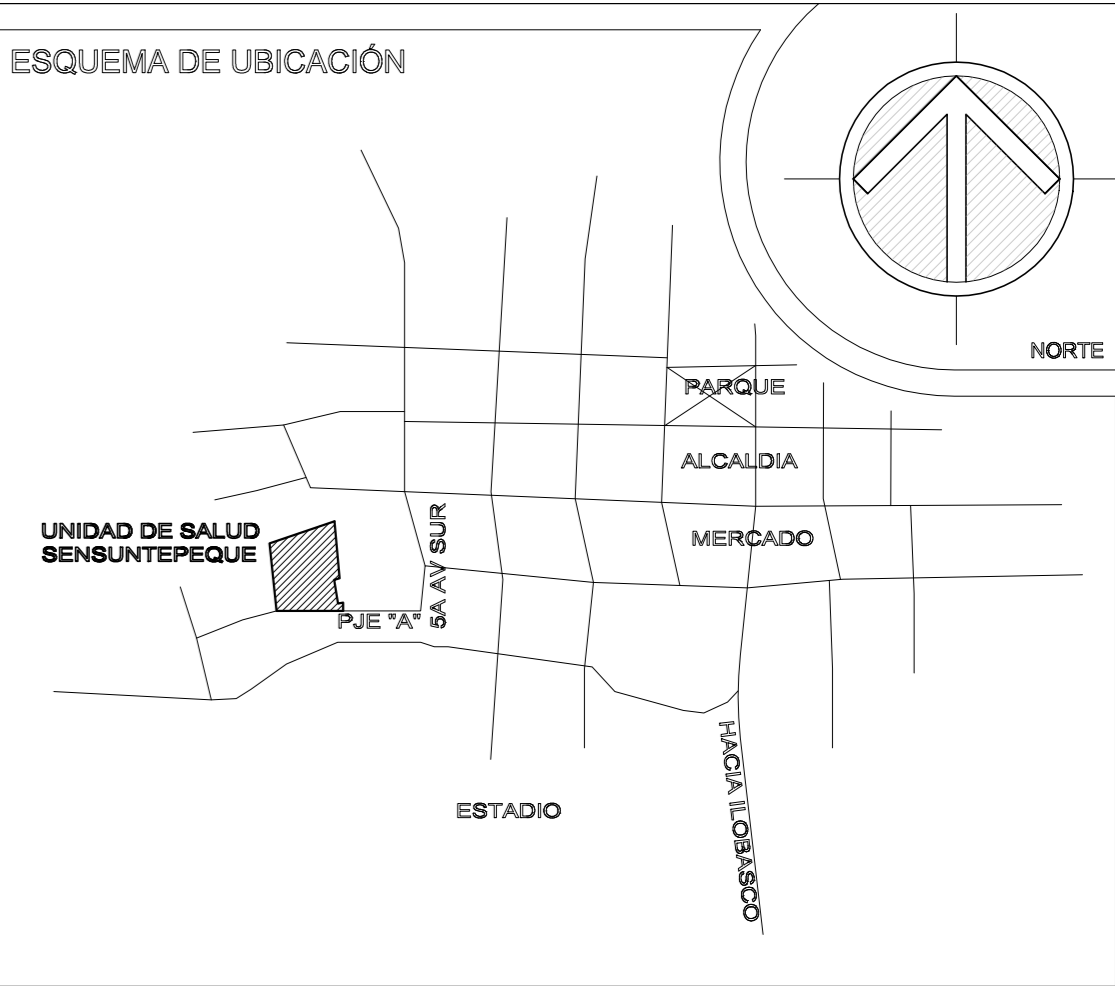 ESQUEMA DE UBICACIÓN
NORTE
PARQUE
ALCALDIA
MERCADO
UNIDAD DE SALUD
SENSUNTEPEQUE
5A AV SUR
PJE "A"
HACIA ILOBASCO
ESTADIO